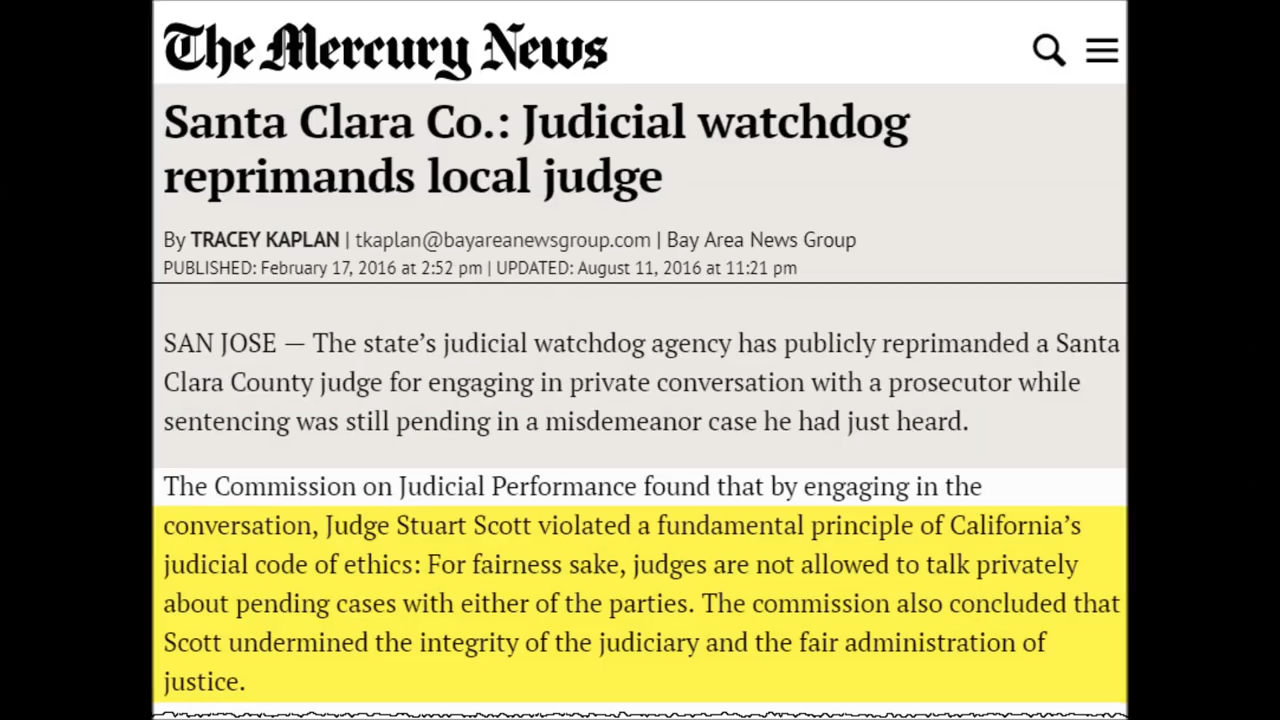 The Mercury News
Santa Clara Co.: Judicial watchdog
reprimands local judge
By TRACEY KAPLAN | tkaplan@bayareanewsgroup.com | Bay Area News Group
PUBLISHED: February 17, 2016 at 2:52 pm | UPDATED: August 11, 2016 at 11:21 pm
SAN JOSE — The state’s judicial watchdog agency has publicly reprimanded a Santa
Clara County judge for engaging in private conversation with a prosecutor while
sentencing was still pending in a misdemeanor case he had just heard.
The Commission on Judicial Performance found that by engaging in the
conversation, Judge Stuart Scott violated a fundamental principle of California’s
judicial code of ethics: For fairness sake, judges are not allowed to talk privately
about pending cases with either of the parties. The commission also concluded that
Scott undermined the integrity of the judiciary and the fair administration of
justice.